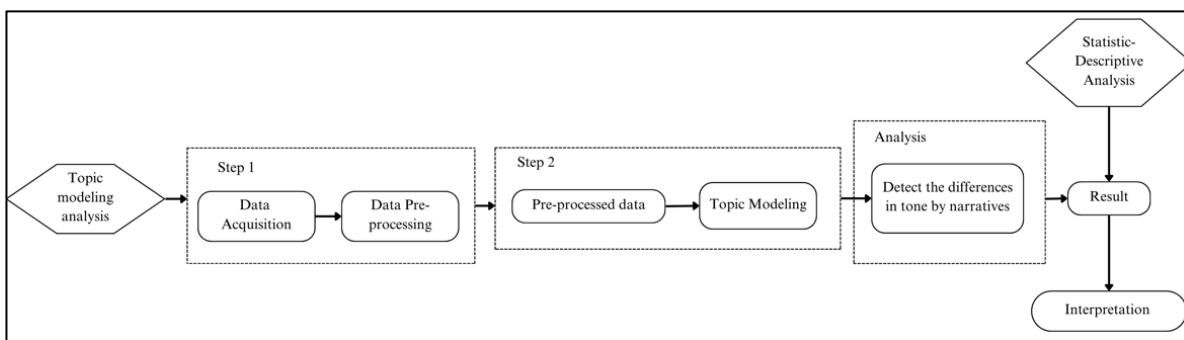 Topic
modeling
analysis
Step 1
Data
Acquisition
Data Pre-
processing
Step 2
Pre-processed data
Topic Modeling
Analysis
Detect the differences
in tone by narratives
Statistic-
Descriptive
Analysis
Result
Interpretation